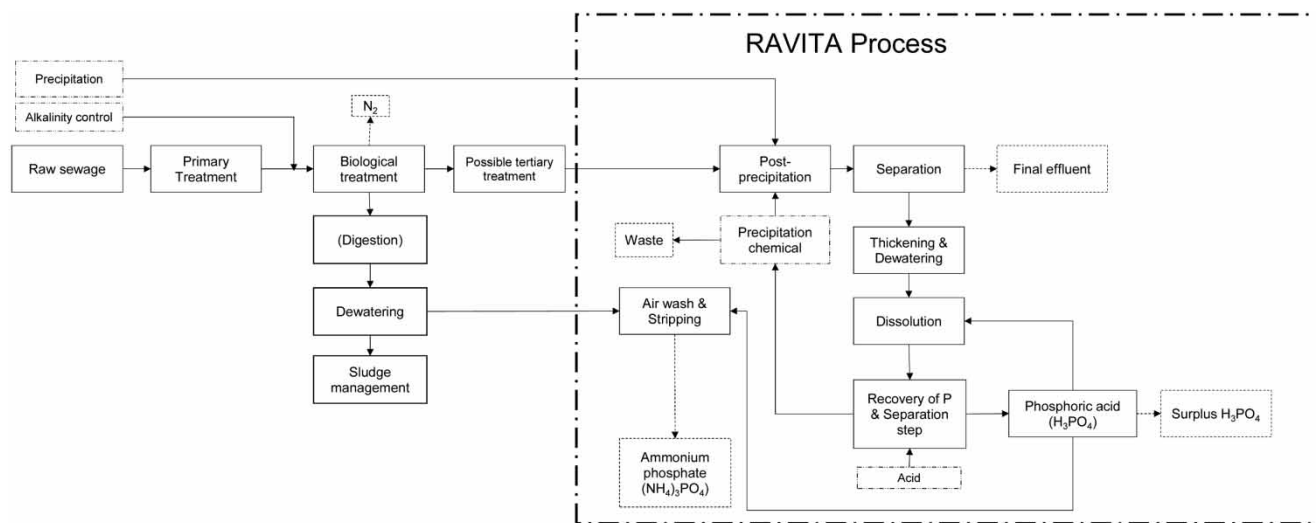 RAVITA Process
Precipitation
Alkalinity control
N₂
Raw sewage
Primary
Treatment
Biological
treatment
Possible tertiary
treatment
Post-
precipitation
Separation
Final effluent
(Digestion)
Waste
Precipitation
chemical
Thickening &
Dewatering
Dewatering
Air wash &
Stripping
Dissolution
Sludge
management
Recovery of P
& Separation
step
Phosphoric acid
(H₃PO₄)
Surplus H₃PO₄
Ammonium
phosphate
(NH₄)₃PO₄)
Acid